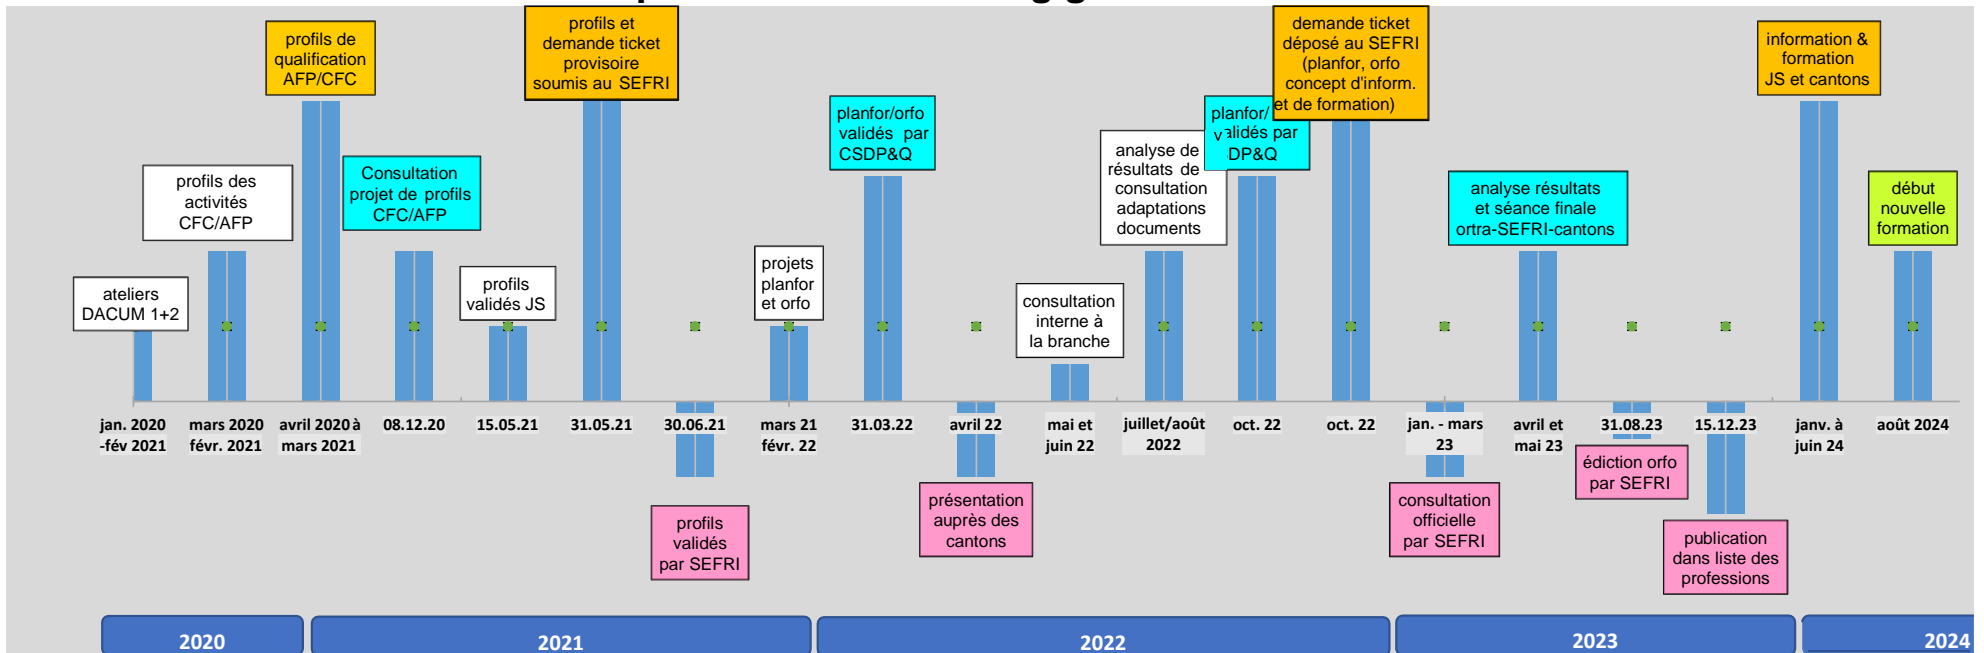 profils de
qualification
AFP/CFC
profils et
demande ticket
provisoire
soumis au SEFRI
demande ticket
déposé au SEFRI
(planfor, orfo
concept d'inform.
et de formation)
information &
formation
JS et cantons
planfor/orfo
validés par
CSDP&Q
planfor/
validés par
DP&Q
profils des
activités
CFC/AFP
Consultation
projet de profils
CFC/AFP
analyse de
résultats de
consultation
adaptations
documents
analyse résultats
et séance finale
ortra-SEFRI-cantons
début
nouvelle
formation
ateliers
DACUM 1+2
profils
validés JS
projets
planfor
et orfo
consultation
interne à
la branche
jan. 2020
-fév 2021
mars 2020
févr. 2021
avril 2020 à
mars 2021
08.12.20
15.05.21
31.05.21
30.06.21
mars 21
févr. 22
31.03.22
avril 22
mai et
juin 22
juillet/août
2022
oct. 22
oct. 22
jan. - mars
23
avril et
mai 23
31.08.23
15.12.23
janv. à
juin 24
août 2024
profils
validés
par SEFRI
présentation
auprès des
cantons
consultation
officielle
par SEFRI
édiction orfo
par SEFRI
publication
dans liste des
professions
2020
2021
2022
2023
2024